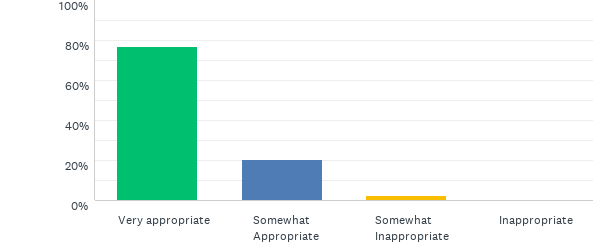 100%
80%
60%
40%
20%
0%
Very appropriate
Somewhat
Appropriate
Somewhat
Inappropriate
Inappropriate